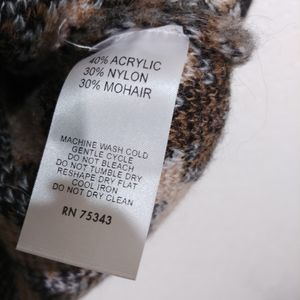 40% ACRYLIC
30% NYLON
30% MOHAIR
MACHINE WASH COLD
GENTLE CYCLE
DO NOT BLEACH
DO NOT TUMBLE DRY
RESHAPE DRY FLAT
COOL IRON
DO NOT DRY CLEAN
RN 75343